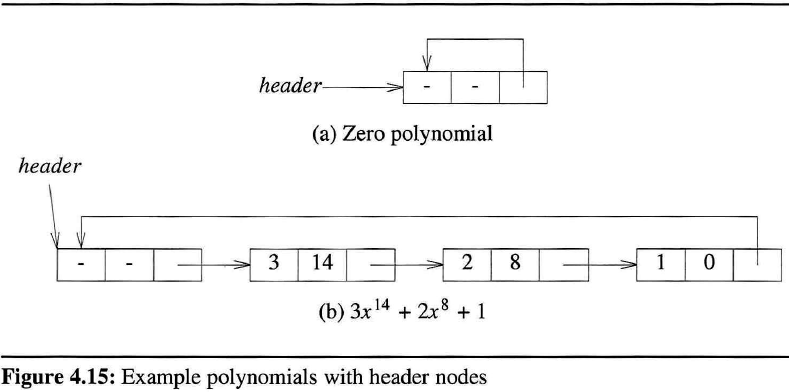 header
- -
(a) Zero polynomial
header
- - 3 14 2 8 1 0
(b) 3x¹⁴ + 2x⁸ + 1
Figure 4.15: Example polynomials with header nodes